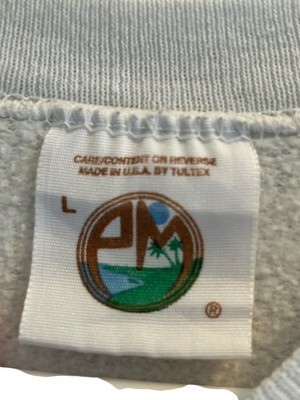 CARE/CONTENT ON REVERSE
MADE IN U.S.A. BY TULTEX
L
PM
®